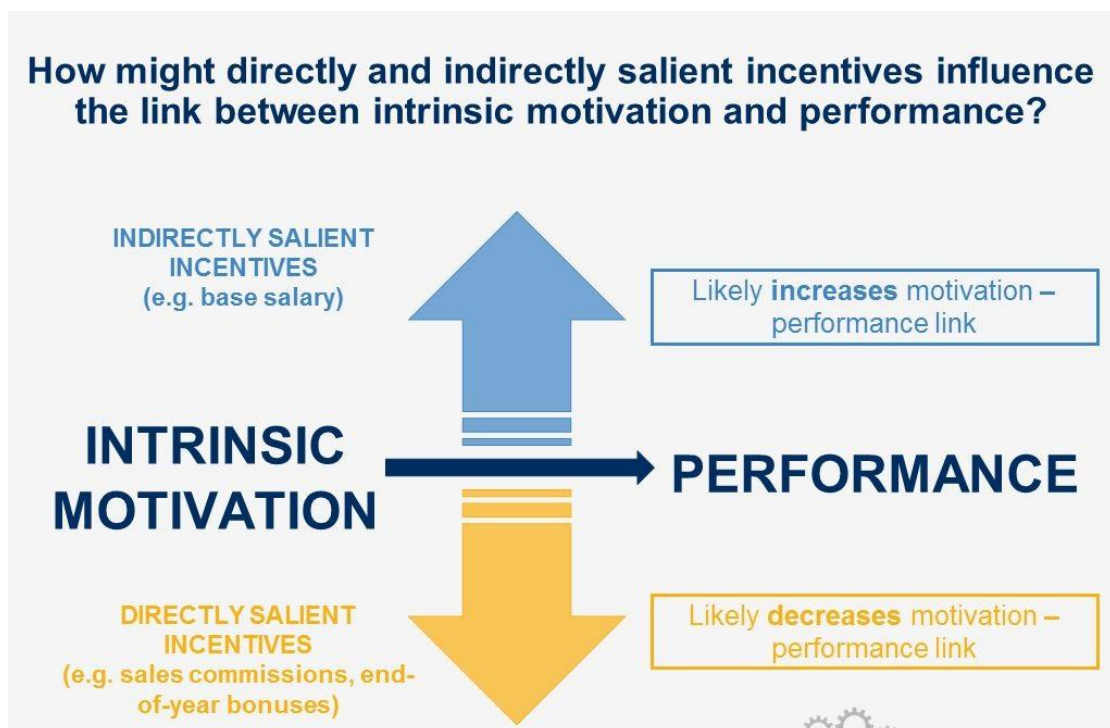 How might directly and indirectly salient incentives influence
the link between intrinsic motivation and performance?
INDIRECTLY SALIENT
INCENTIVES
(e.g. base salary)
Likely increases motivation –
performance link
INTRINSIC
MOTIVATION
PERFORMANCE
DIRECTLY SALIENT
INCENTIVES
(e.g. sales commissions, end-
of-year bonuses)
Likely decreases motivation –
performance link